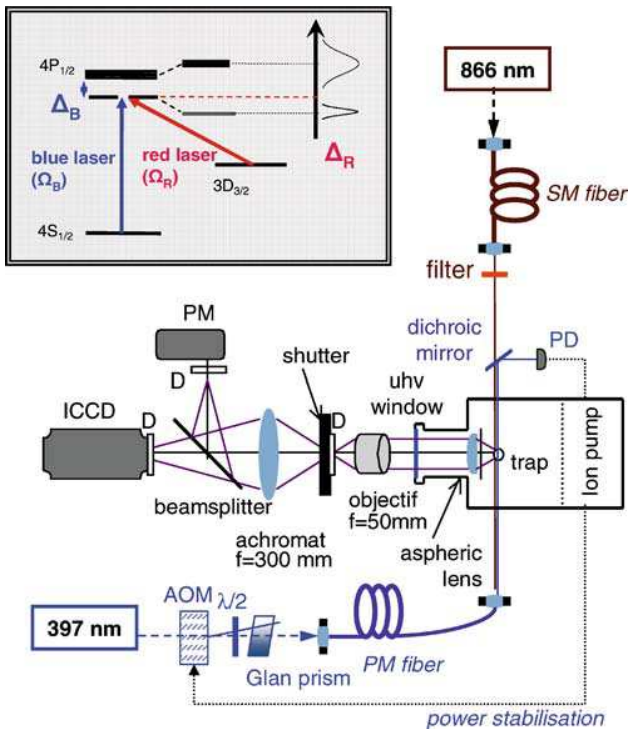 4P1/2
ΔB
blue laser
(ΩB)
red laser
(ΩR)
ΔR
3D3/2
4S1/2
866 nm
SM fiber
filter
dichroic
mirror
PD
PM
D
shutter
uhv
window
ICCD
D
D
trap
Ion pump
beamsplitter
objectif
f=50mm
achromat
f=300 mm
aspheric
lens
AOM
λ/2
397 nm
Glan prism
PM fiber
power stabilisation